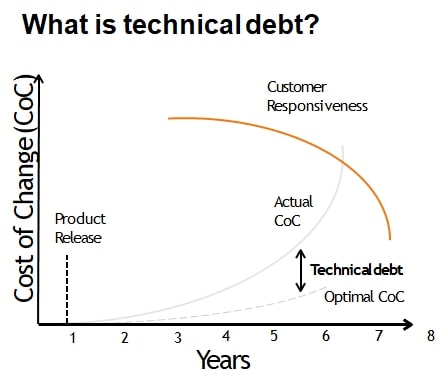 What is technical debt?
Cost of Change (CoC)
Customer
Responsiveness
Product
Release
Actual
CoC
Technical debt
Optimal CoC
1 2 3 4 5 6 7 8
Years